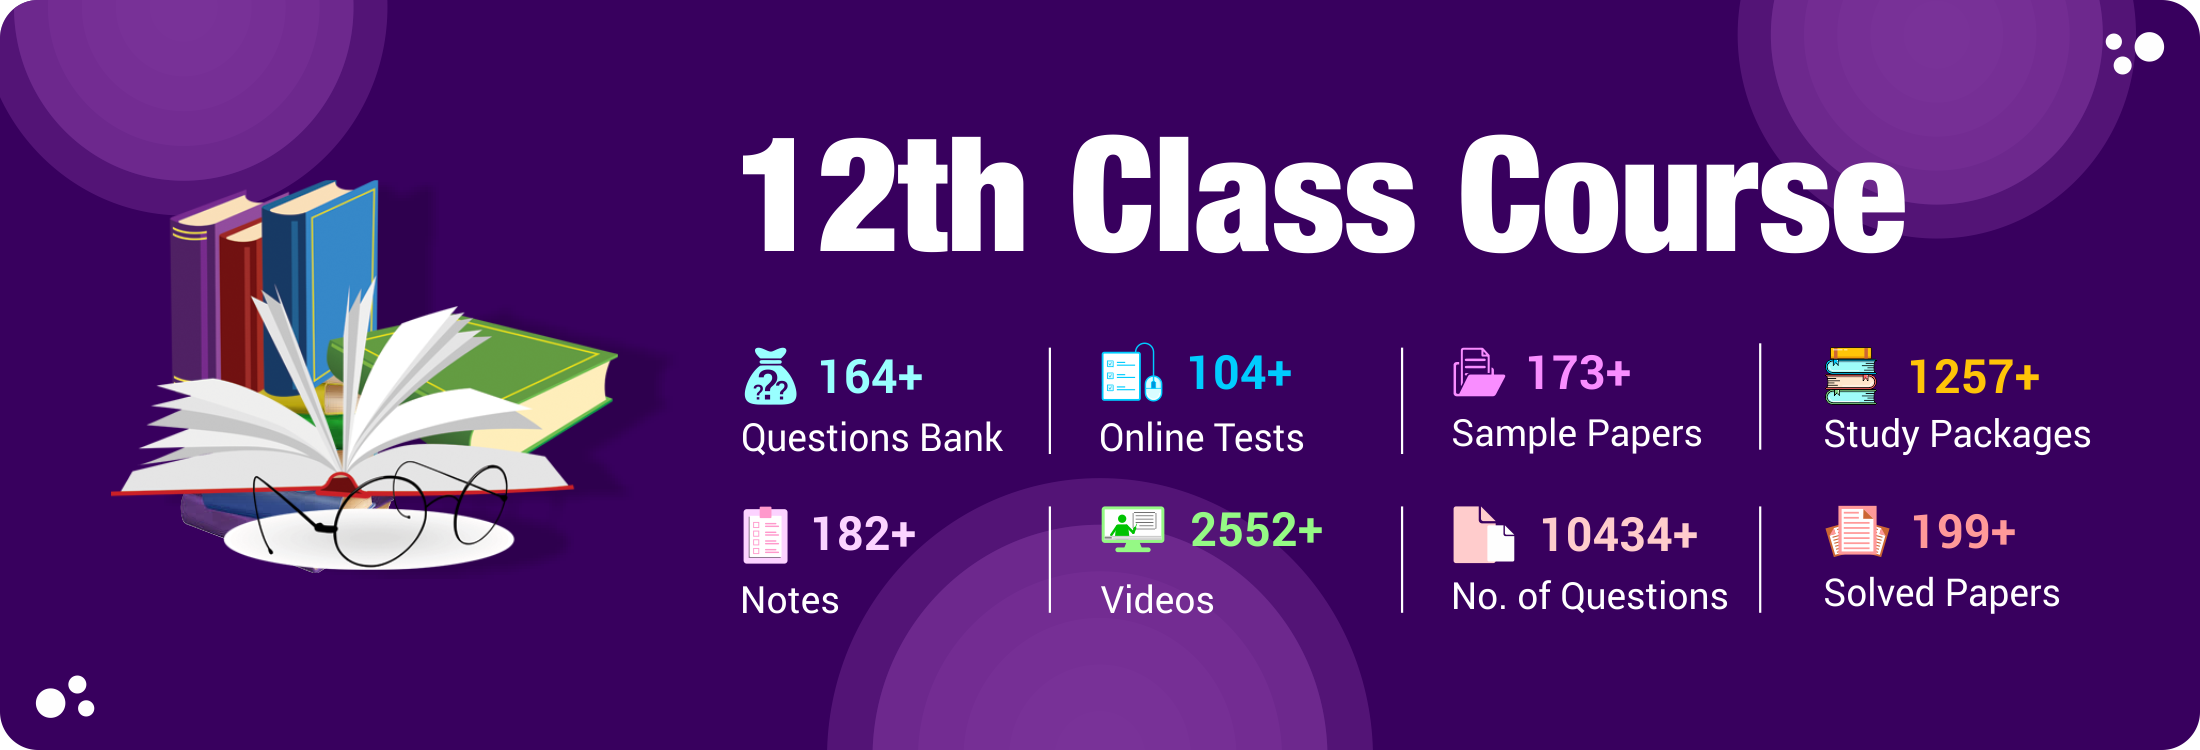 12th Class Course
164+
Questions Bank
104+
Online Tests
173+
Sample Papers
1257+
Study Packages
182+
Notes
2552+
Videos
10434+
No. of Questions
199+
Solved Papers